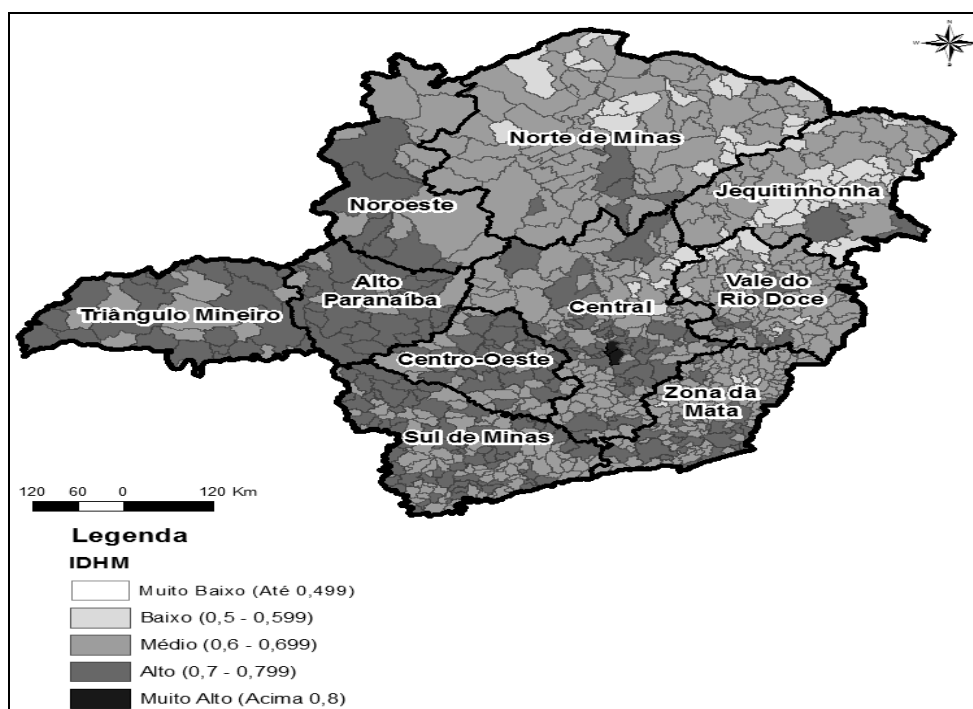 N
W
Norte de Minas
Jequitinhonha
Noroeste
Alto
Paranaíba
Triângulo Mineiro
Vale do
Rio Doce
Central
Centro-Oeste
Zona da
Mata
Sul de Minas
120 60 0 120 Km
Legenda
IDHM
Muito Baixo (Até 0,499)
Baixo (0,5 - 0,599)
Médio (0,6 - 0,699)
Alto (0,7 - 0,799)
Muito Alto (Acima 0,8)